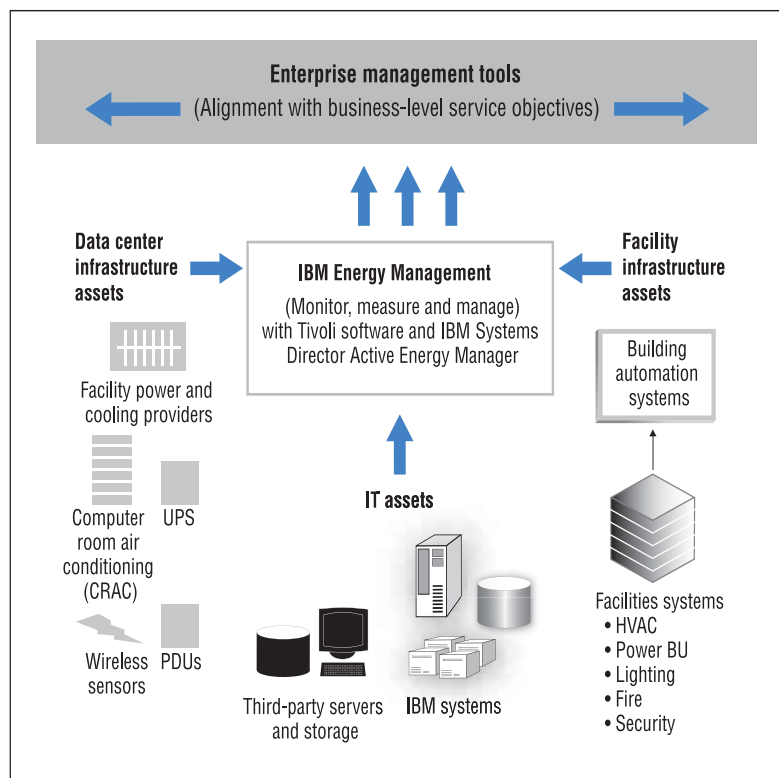 Enterprise management tools
(Alignment with business-level service objectives)
Data center
infrastructure
assets
IBM Energy Management
(Monitor, measure and manage)
with Tivoli software and IBM Systems
Director Active Energy Manager
Facility
infrastructure
assets
Facility power and
cooling providers
Building
automation
systems
Computer
room air
conditioning
(CRAC)
UPS
IT assets
Wireless
sensors
PDUs
Third-party servers
and storage
IBM systems
Facilities systems
• HVAC
• Power BU
• Lighting
• Fire
• Security